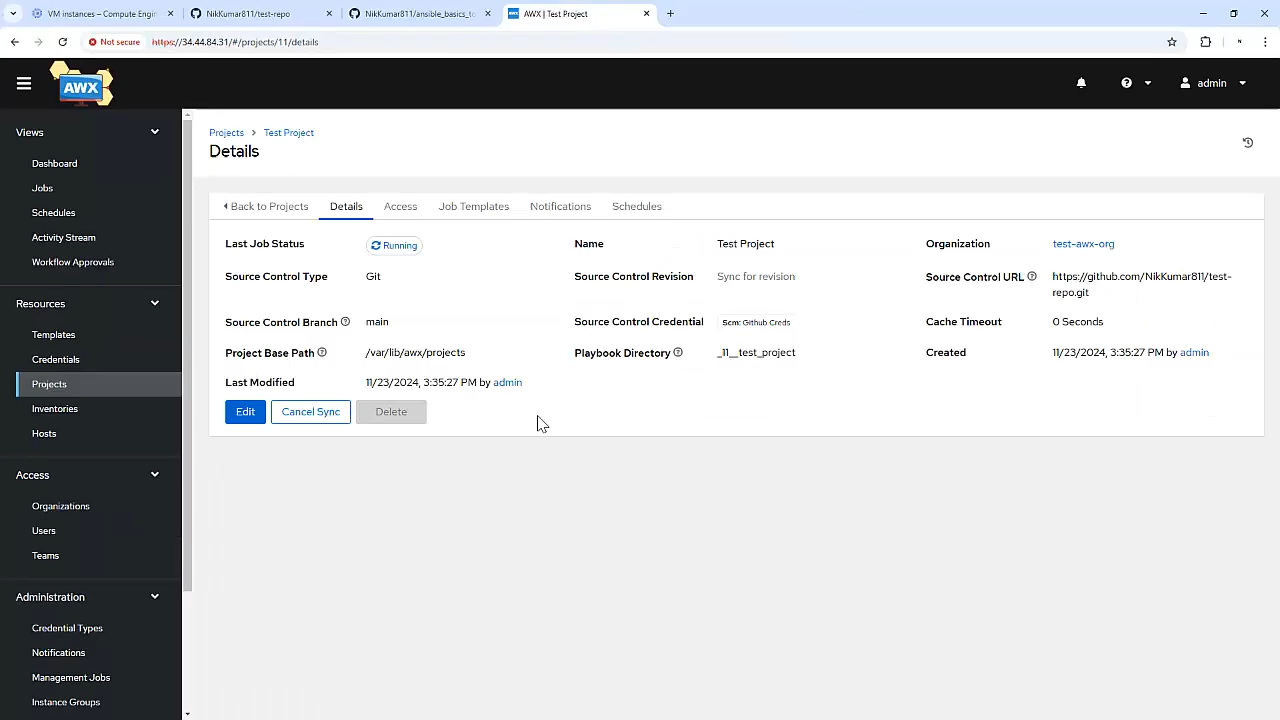 VM instances – Compute Engin
NikKumar811/test-repo
NikKumar811/ansible_basics_to
AWX | Test Project
Not secure
https://34.44.84.31/#/projects/11/details
AWX
admin
Views
Dashboard
Jobs
Schedules
Activity Stream
Workflow Approvals
Resources
Templates
Credentials
Projects
Inventories
Hosts
Access
Organizations
Users
Teams
Administration
Credential Types
Notifications
Management Jobs
Instance Groups
Projects Test Project
Details
Back to Projects Details Access Job Templates Notifications Schedules
Last Job Status Running Name Test Project Organization test-awx-org
Source Control Type Git Source Control Revision Sync for revision Source Control URL https://github.com/NikKumar811/test-
repo.git
Source Control Branch main Source Control Credential Scm: Github Creds Cache Timeout 0 Seconds
Project Base Path /var/lib/awx/projects Playbook Directory _11__test_project Created 11/23/2024, 3:35:27 PM by admin
Last Modified 11/23/2024, 3:35:27 PM by admin
Edit Cancel Sync Delete